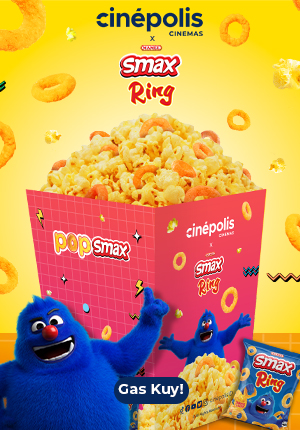 cinépolis
CINEMAS
x
smax
Ring
pop smax
cinépolis
CINEMAS
x
smax
Ring
Gas Kuy!
smax
Ring